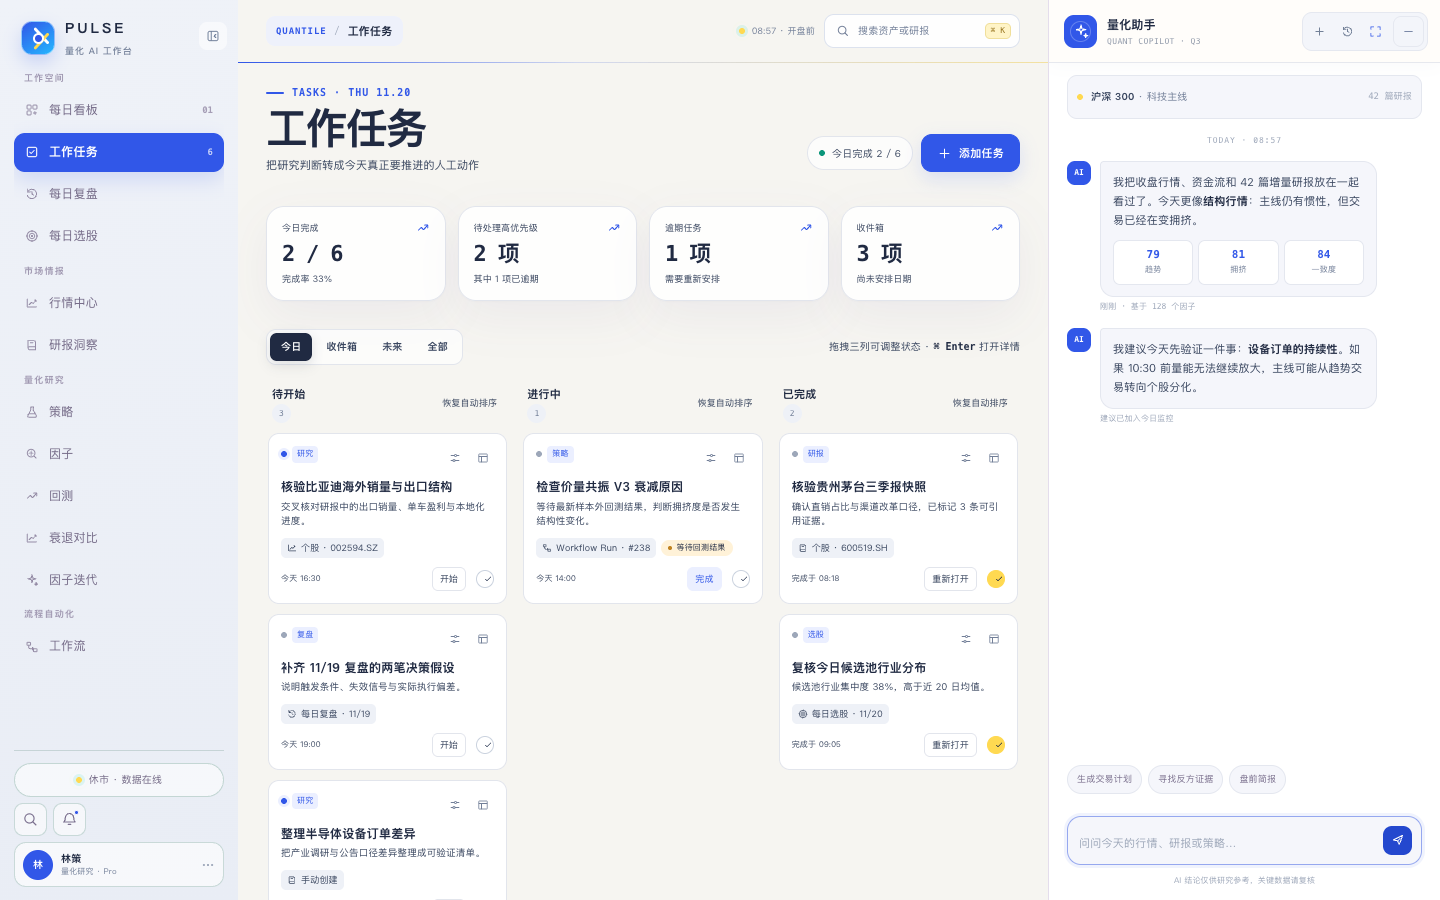 PULSE
量化 AI 工作台
工作空间
每日看板 01
工作任务 6
每日复盘
每日选股
市场情报
行情中心
研报洞察
量化研究
策略
因子
回测
衰退对比
因子迭代
流程自动化
工作流
休市 · 数据在线
林
林策
量化研究 · Pro
QUANTILE / 工作任务
08:57 · 开盘前
搜索资产或研报
⌘ K
TASKS · THU 11.20
工作任务
把研究判断转成今天真正要推进的人工动作
今日完成 2 / 6
添加任务
今日完成
2 / 6
完成率 33%
待处理高优先级
2 项
其中 1 项已逾期
逾期任务
1 项
需要重新安排
收件箱
3 项
尚未安排日期
今日 收件箱 未来 全部
拖拽三列可调整状态 · ⌘ Enter 打开详情
待开始
3
恢复自动排序
研究
核验比亚迪海外销量与出口结构
交叉核对研报中的出口销量、单车盈利与本地化
进度。
个股 · 002594.SZ
今天 16:30
开始
复盘
补齐 11/19 复盘的两笔决策假设
说明触发条件、失效信号与实际执行偏差。
每日复盘 · 11/19
今天 19:00
开始
研究
整理半导体设备订单差异
把产业调研与公告口径差异整理成可验证清单。
手动创建
进行中
1
恢复自动排序
策略
检查价量共振 V3 衰减原因
等待最新样本外回测结果，判断拥挤度是否发生
结构性变化。
Workflow Run · #238
等待回测结果
今天 14:00
完成
已完成
2
恢复自动排序
研报
核验贵州茅台三季报快照
确认直销占比与渠道改革口径，已标记 3 条可引
用证据。
个股 · 600519.SH
完成于 08:18
重新打开
选股
复核今日候选池行业分布
候选池行业集中度 38%，高于近 20 日均值。
每日选股 · 11/20
完成于 09:05
重新打开
量化助手
QUANT COPILOT · Q3
沪深 300 · 科技主线
42 篇研报
TODAY · 08:57
AI
我把收盘行情、资金流和 42 篇增量研报放在一起
看过了。今天更像结构行情：主线仍有惯性，但交
易已经在变拥挤。
79
趋势
81
拥挤
84
一致度
刚刚 · 基于 128 个因子
AI
我建议今天先验证一件事：设备订单的持续性。如
果 10:30 前量能无法继续放大，主线可能从趋势交
易转向个股分化。
建议已加入今日监控
生成交易计划 寻找反方证据 盘前简报
问问今天的行情、研报或策略…
AI 结论仅供研究参考，关键数据请复核